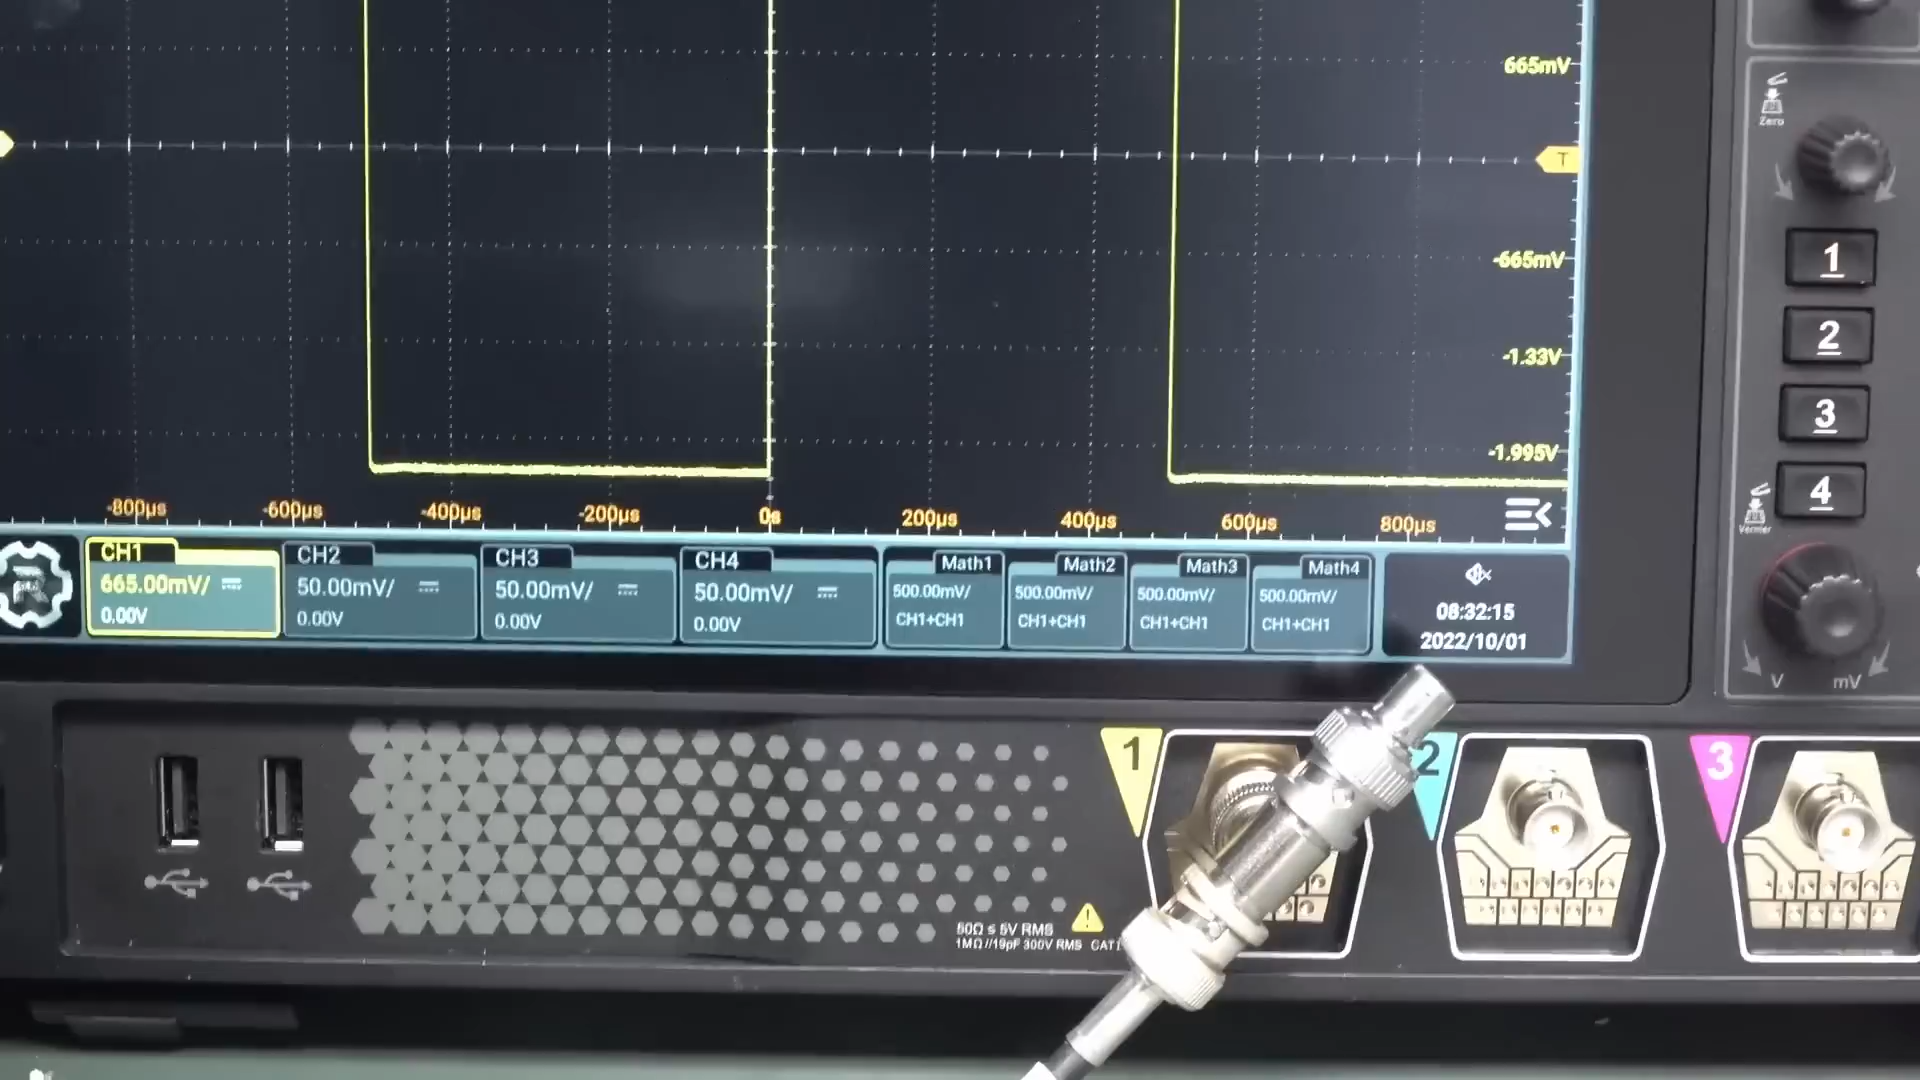 665mV
Zero
T
-665mV
1
2
-1.33V
3
-1.995V
4
Vernier
-800µs -600µs -400µs -200µs 0s 200µs 400µs 600µs 800µs
CH1 CH2 CH3 CH4 Math1 Math2 Math3 Math4
665.00mV/ 50.00mV/ 50.00mV/ 50.00mV/ 500.00mV/ 500.00mV/ 500.00mV/ 500.00mV/
0.00V 0.00V 0.00V 0.00V CH1+CH1 CH1+CH1 CH1+CH1 CH1+CH1
08:32:15
2022/10/01
V mV
1 2 3
50Ω ≤ 5V RMS
1MΩ//19pF 300V RMS CAT